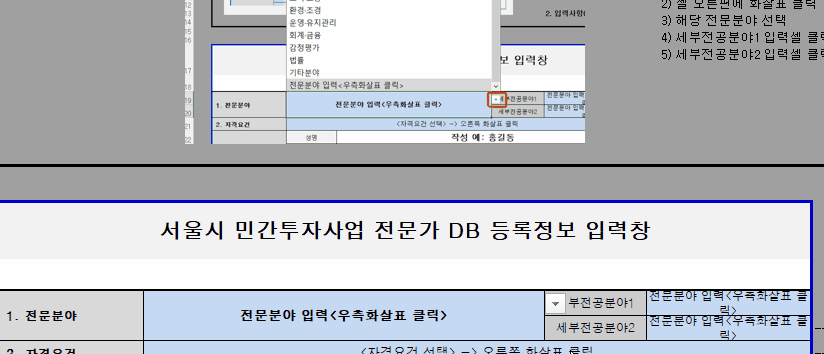 2) 셀 오른편에 화살표 클릭
3) 해당 전문분야 선택
4) 세부전공분야1 입력셀
5) 세부전공분야2 입력셀
환경·조경
운영·유지관리
회계·금융
감정평가
법률
기타분야
전문분야 입력<우측화살표 클릭>
2. 입력사항
보 입력창
1. 전문분야
전문분야 입력<우측화살표 클릭>
세부전공분야1
전문분야 입력
세부전공분야2
전문분야 입력
2. 자격요건
<자격요건 선택> -> 오른쪽 화살표 클릭
성명
작성 예: 홍길동
12
13
14
15
16
17
18
19
20
21
22
서울시 민간투자사업 전문가 DB 등록정보 입력창
1. 전문분야
전문분야 입력<우측화살표 클릭>
부전공분야1
전문분야 입력<우측화살표 클릭>
세부전공분야2
전문분야 입력<우측화살표 클릭>
2. 자격요건
<자격요건 선택> -> 오른쪽 화살표 클릭